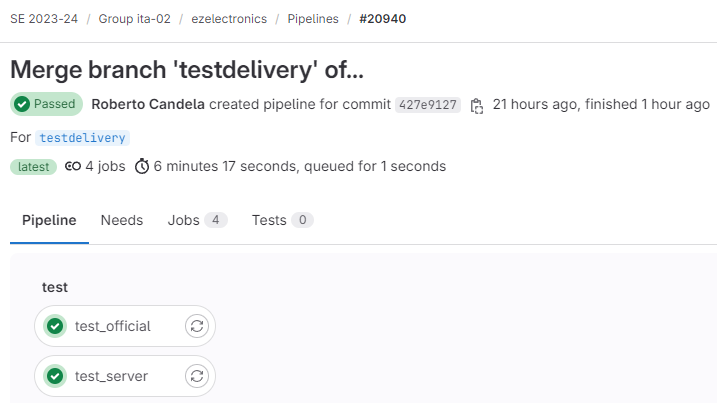 SE 2023-24 / Group ita-02 / ezelectronics / Pipelines / #20940
Merge branch 'testdelivery' of...
Passed Roberto Candela created pipeline for commit 427e9127 21 hours ago, finished 1 hour ago
For testdelivery
latest 4 jobs 6 minutes 17 seconds, queued for 1 seconds
Pipeline Needs Jobs 4 Tests 0
test
test_official
test_server